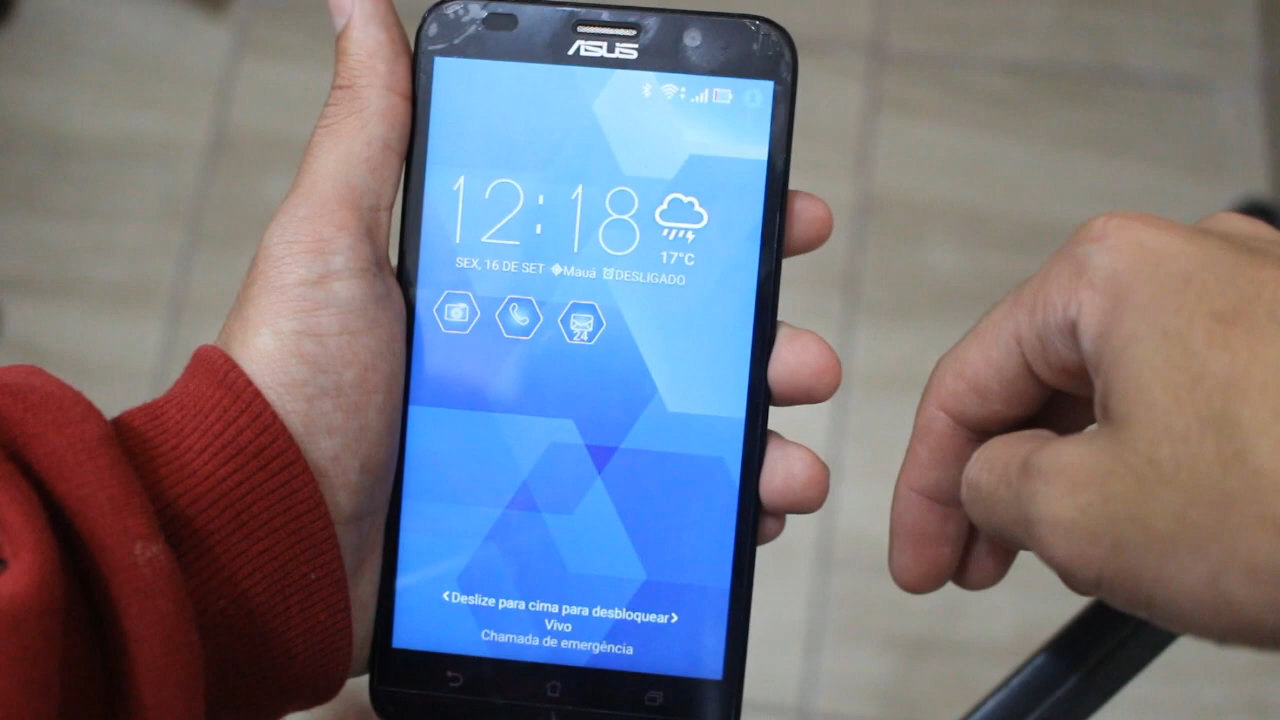 ASUS
12:18
17°C
SEX, 16 DE SET Mauá DESLIGADO
24
Deslize para cima para desbloquear
Vivo
Chamada de emergência